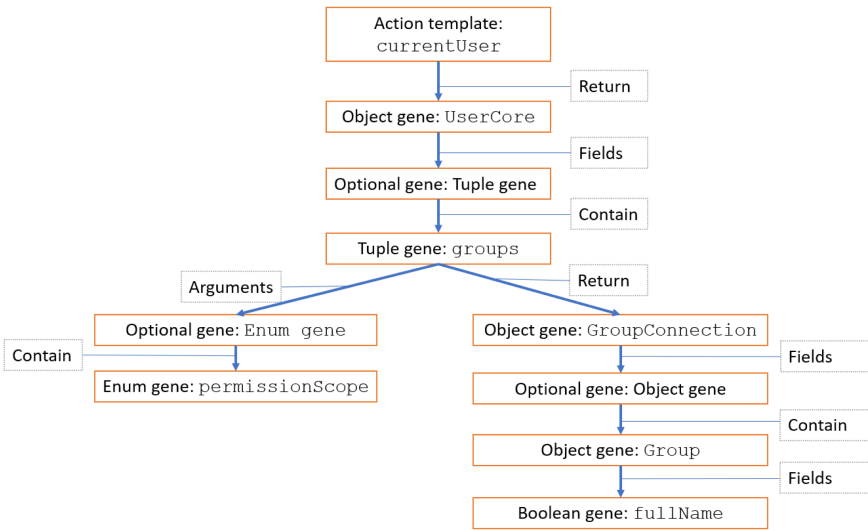 Action template:
currentUser
Return
Object gene: UserCore
Fields
Optional gene: Tuple gene
Contain
Tuple gene: groups
Arguments
Return
Optional gene: Enum gene
Object gene: GroupConnection
Contain
Fields
Enum gene: permissionScope
Optional gene: Object gene
Contain
Object gene: Group
Fields
Boolean gene: fullName